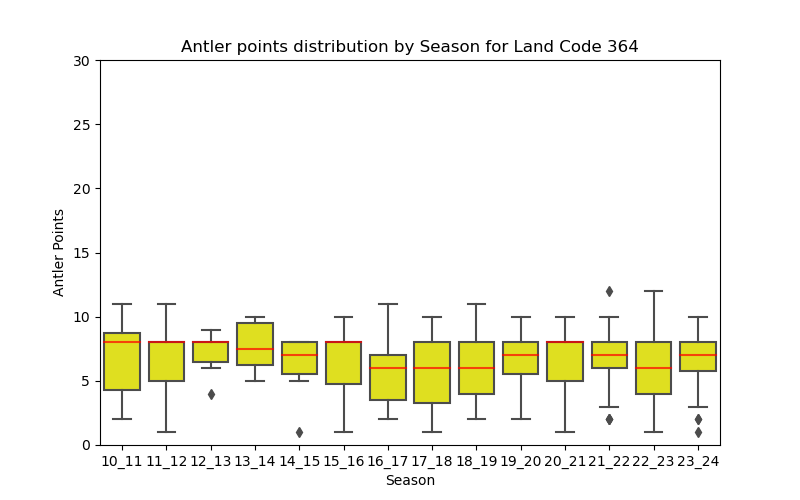 Antler points distribution by Season for Land Code 364
30
25
20
15
10
5
0
Antler Points
10_11 11_12 12_13 13_14 14_15 15_16 16_17 17_18 18_19 19_20 20_21 21_22 22_23 23_24
Season